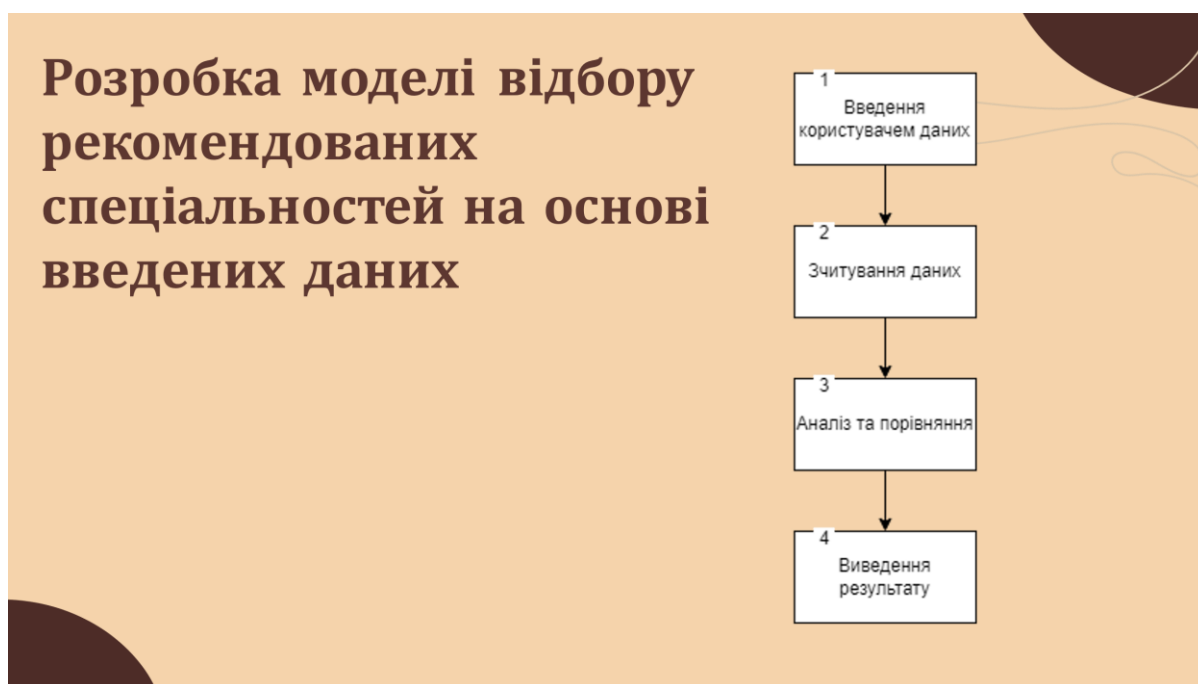 Розробка моделі відбору
рекомендованих
спеціальностей на основі
введених даних
1
Введення
користувачем даних
2
Зчитування даних
3
Аналіз та порівняння
4
Виведення
результату